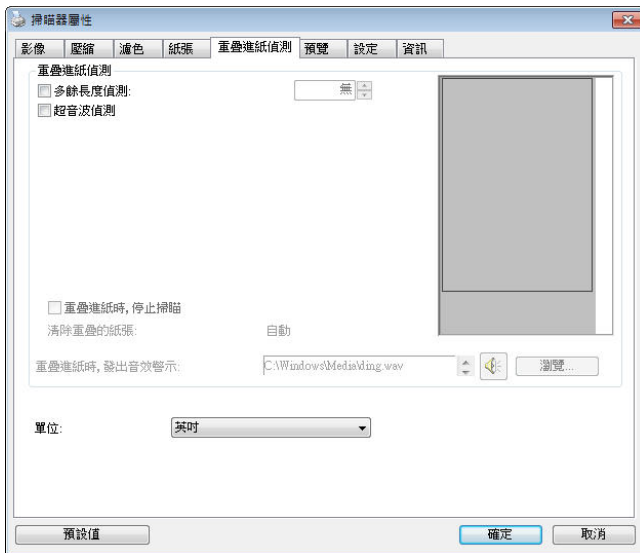 掃瞄器屬性
影像 壓縮 濾色 紙張 重疊進紙偵測 預覽 設定 資訊
重疊進紙偵測
多餘長度偵測: 無
超音波偵測
重疊進紙時, 停止掃瞄
清除重疊的紙張: 自動
重疊進紙時, 發出音效警示: C:\Windows\Media\ding.wav 瀏覽...
單位: 英吋
預設值 確定 取消